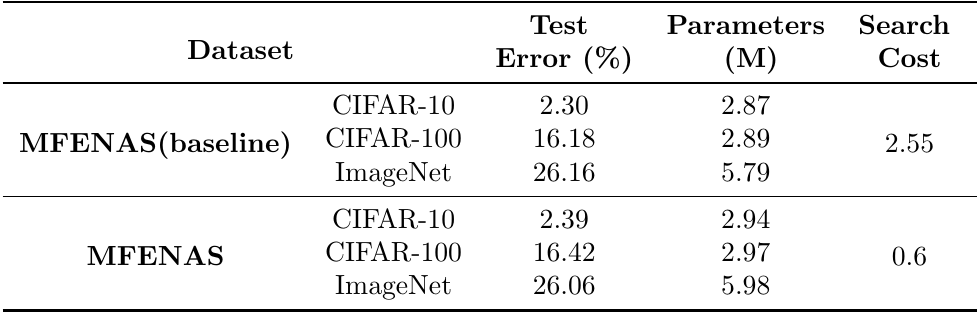 Dataset Test Error (%) Parameters (M) Search Cost
MFENAS(baseline) CIFAR-10 2.30 2.87 2.55
CIFAR-100 16.18 2.89
ImageNet 26.16 5.79
MFENAS CIFAR-10 2.39 2.94 0.6
CIFAR-100 16.42 2.97
ImageNet 26.06 5.98